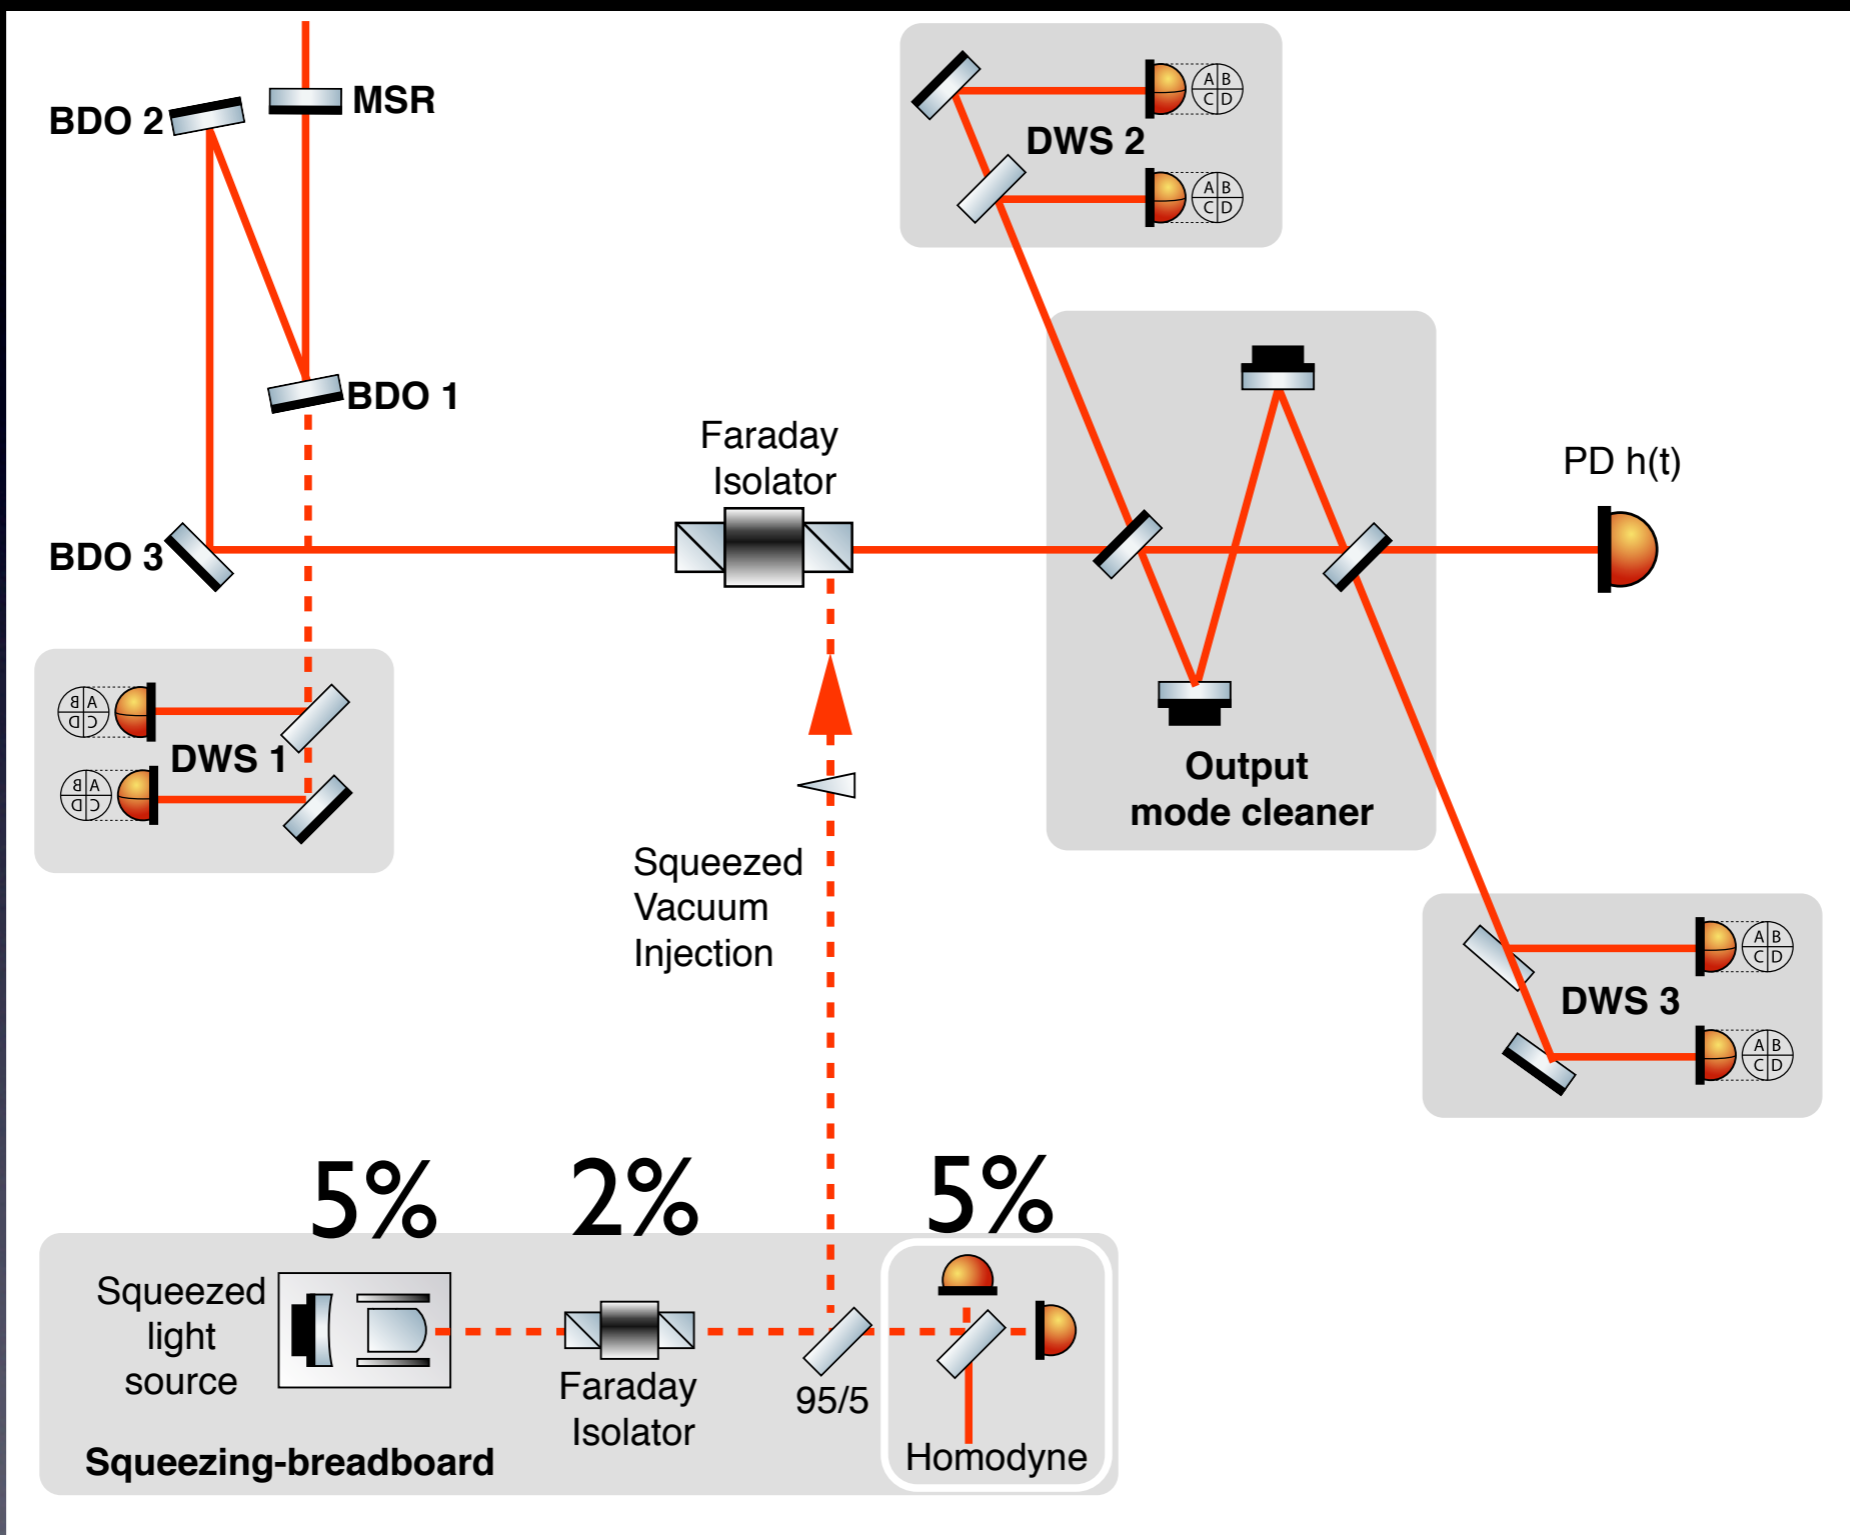 MSR
BDO 2
DWS 2
A B
C D
A B
C D
BDO 1
Faraday
Isolator
PD h(t)
BDO 3
A B
C D
DWS 1
A B
C D
Output
mode cleaner
Squeezed
Vacuum
Injection
A B
C D
DWS 3
A B
C D
5%
2%
5%
Squeezed
light
source
Faraday
Isolator
95/5
Homodyne
Squeezing-breadboard